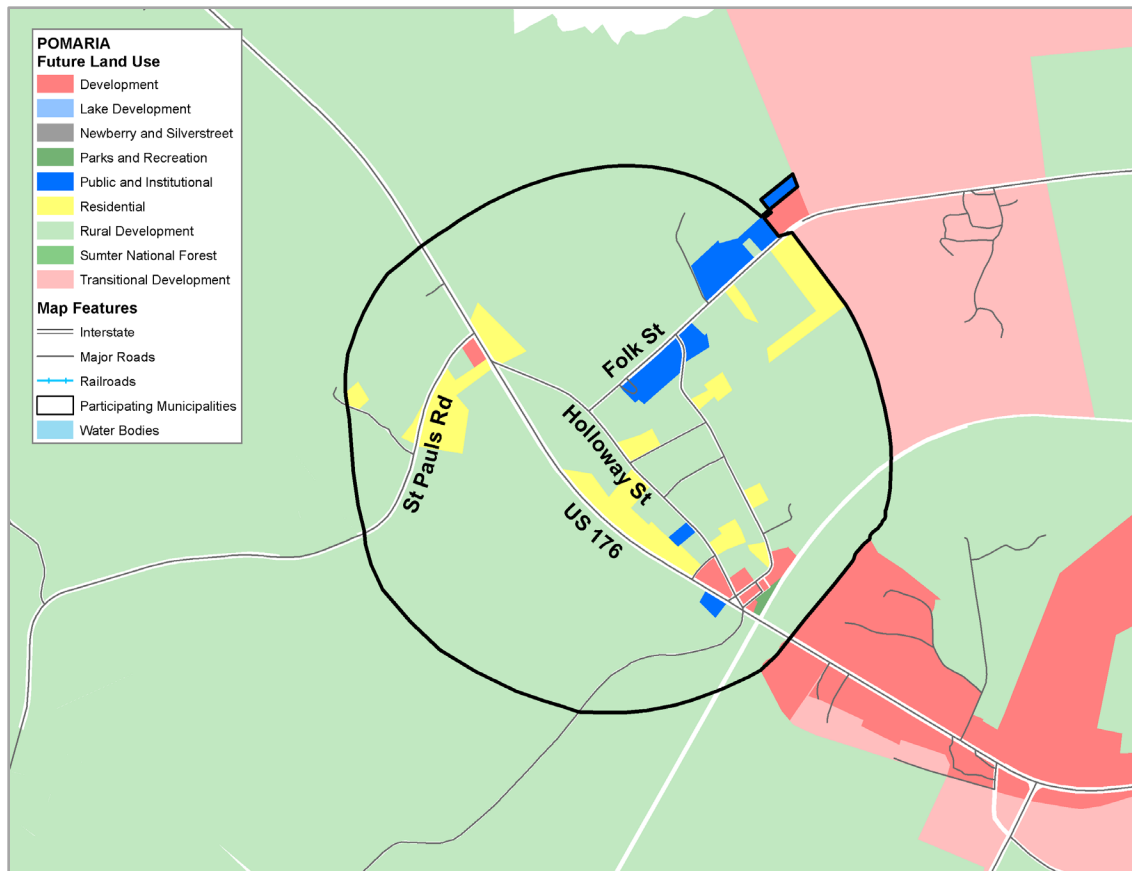 POMARIA
Future Land Use
Development
Lake Development
Newberry and Silverstreet
Parks and Recreation
Public and Institutional
Residential
Rural Development
Sumter National Forest
Transitional Development
Map Features
Interstate
Major Roads
Railroads
Participating Municipalities
Water Bodies
Folk St
Holloway St
St Pauls Rd
US 176